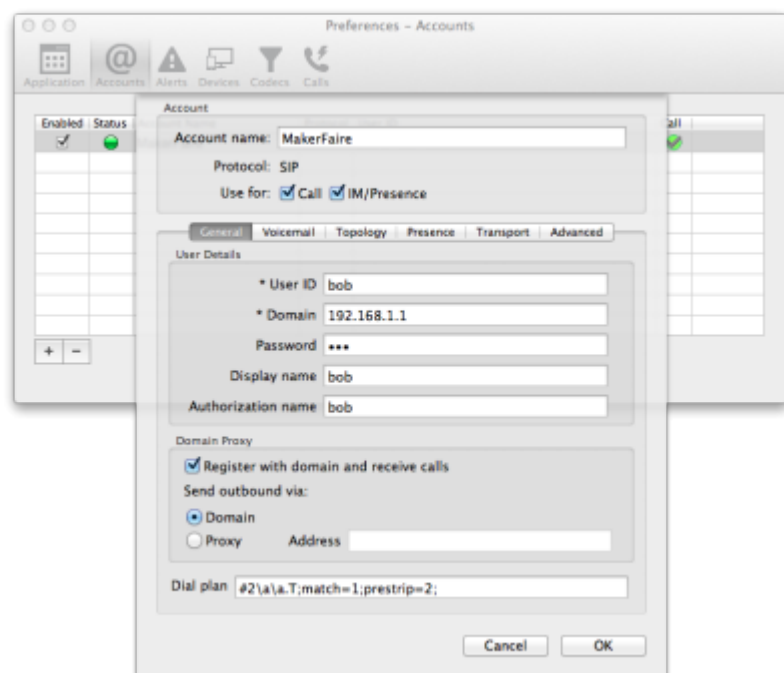 Preferences – Accounts
Application Accounts Alerts Devices Codecs Calls
Enabled Status
Account
Account name: MakerFaire
Protocol: SIP
Use for: Call IM/Presence
General Voicemail Topology Presence Transport Advanced
User Details
* User ID bob
* Domain 192.168.1.1
Password •••
Display name bob
Authorization name bob
Domain Proxy
Register with domain and receive calls
Send outbound via:
Domain
Proxy Address
Dial plan #2\a\a.T;match=1;prestrip=2;
+ −
Cancel OK